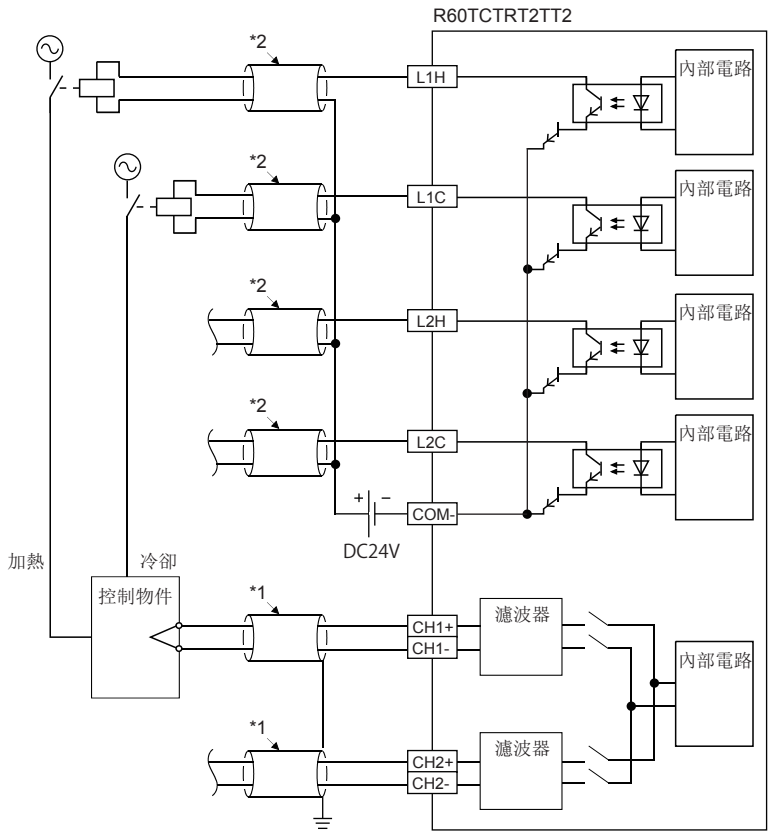 R60TCTRT2TT2
*2
L1H
內部電路
*2
L1C
內部電路
*2
L2H
內部電路
*2
L2C
內部電路
+ −
COM-
DC24V
加熱
冷卻
控制物件
*1
CH1+
CH1-
濾波器
內部電路
*1
CH2+
CH2-
濾波器